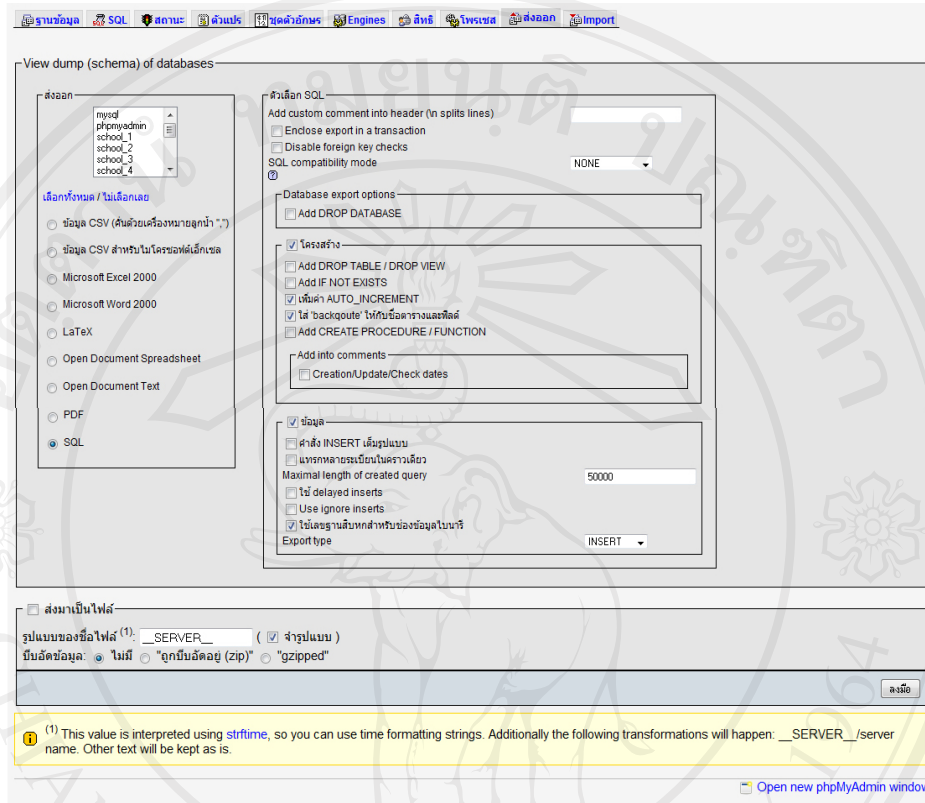 ฐานข้อมูล SQL สถานะ ตัวแปร ชุดตัวอักษร Engines สิทธิ โพรเซส ส่งออก Import
View dump (schema) of databases
ส่งออก
mysql
phpmyadmin
school_1
school_2
school_3
school_4
เลือกทั้งหมด / ไม่เลือกเลย
ข้อมูล CSV (คั่นด้วยเครื่องหมายลูกน้ำ ",")
ข้อมูล CSV สำหรับไมโครซอฟต์เอ็กเซล
Microsoft Excel 2000
Microsoft Word 2000
LaTeX
Open Document Spreadsheet
Open Document Text
PDF
SQL
ตัวเลือก SQL
Add custom comment into header (\n splits lines)
Enclose export in a transaction
Disable foreign key checks
SQL compatibility mode NONE
Database export options
Add DROP DATABASE
โครงสร้าง
Add DROP TABLE / DROP VIEW
Add IF NOT EXISTS
เพิ่มค่า AUTO_INCREMENT
ใส่ 'backqoute' ให้กับชื่อตารางและฟิลด์
Add CREATE PROCEDURE / FUNCTION
Add into comments
Creation/Update/Check dates
ข้อมูล
คำสั่ง INSERT เต็มรูปแบบ
แทรกหลายระเบียนในคราวเดียว
Maximal length of created query 50000
ใช้ delayed inserts
Use ignore inserts
ใช้เลขฐานสิบหกสำหรับช่องข้อมูลไบนารี
Export type INSERT
ส่งมาเป็นไฟล์
รูปแบบของชื่อไฟล์ (1): __SERVER__ ( จำรูปแบบ )
บีบอัดข้อมูล: ไม่มี "ถูกบีบอัดอยู่ (zip)" "gzipped"
ลงมือ
(1) This value is interpreted using strftime, so you can use time formatting strings. Additionally the following transformations will happen: __SERVER__/server
name. Other text will be kept as is.
Open new phpMyAdmin window